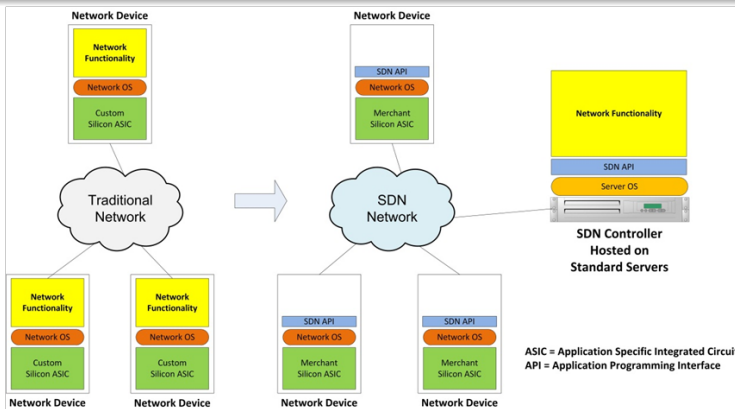 Network Device
Network
Functionality
Network OS
Custom
Silicon ASIC
Network Device
SDN API
Network OS
Merchant
Silicon ASIC
Network Functionality
SDN API
Server OS
SDN Controller
Hosted on
Standard Servers
Traditional
Network
SDN
Network
Network
Functionality
Network OS
Custom
Silicon ASIC
Network Device
Network
Functionality
Network OS
Custom
Silicon ASIC
Network Device
SDN API
Network OS
Merchant
Silicon ASIC
Network Device
SDN API
Network OS
Merchant
Silicon ASIC
Network Device
ASIC = Application Specific Integrated Circui
API = Application Programming Interface